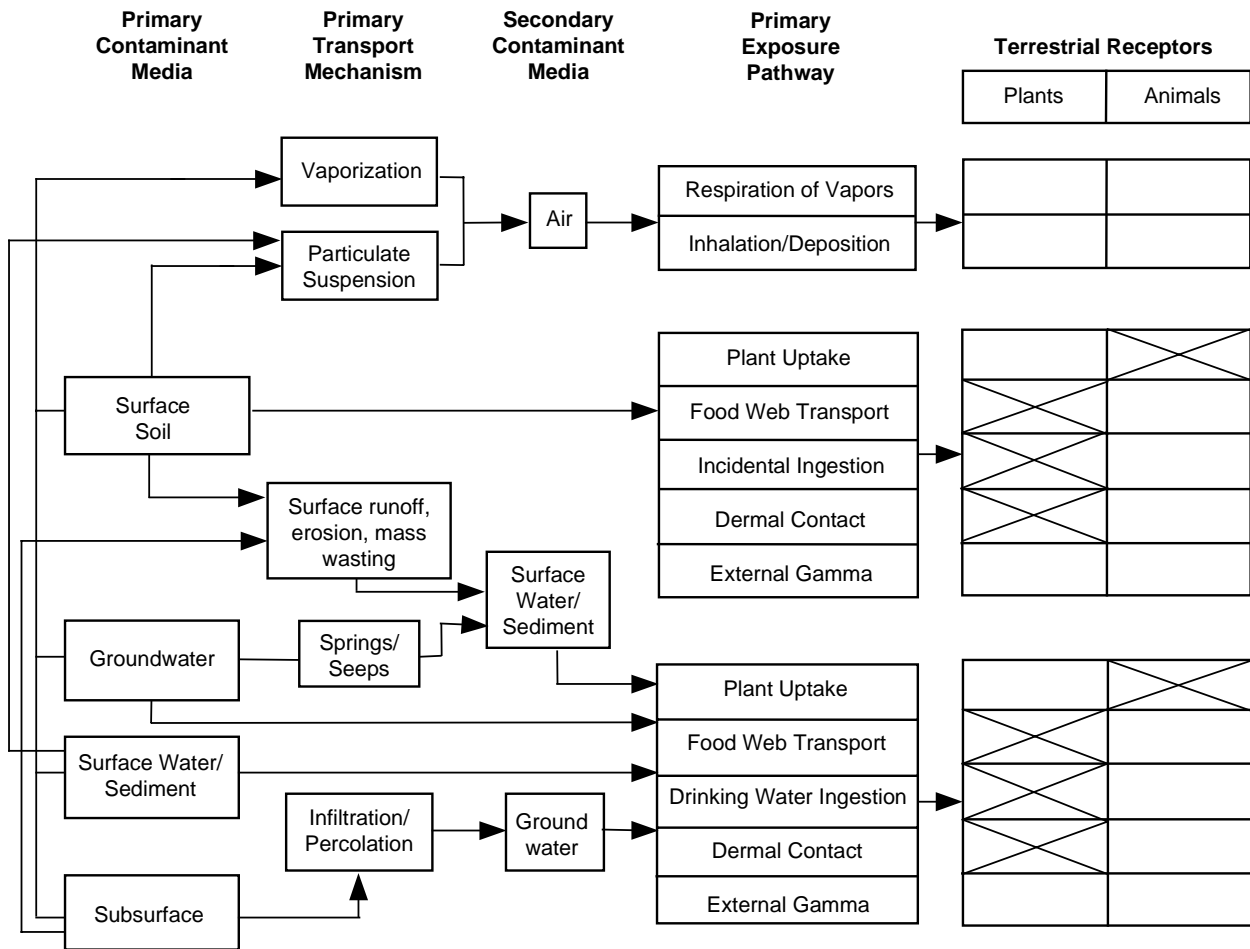 Primary
Contaminant
Media
Primary
Transport
Mechanism
Secondary
Contaminant
Media
Primary
Exposure
Pathway
Terrestrial Receptors
Plants
Animals
Vaporization
Particulate
Suspension
Air
Respiration of Vapors
Inhalation/Deposition
Surface
Soil
Plant Uptake
Food Web Transport
Incidental Ingestion
Dermal Contact
External Gamma
Surface runoff,
erosion, mass
wasting
Surface
Water/
Sediment
Groundwater
Springs/
Seeps
Surface Water/
Sediment
Infiltration/
Percolation
Ground
water
Subsurface
Plant Uptake
Food Web Transport
Drinking Water Ingestion
Dermal Contact
External Gamma